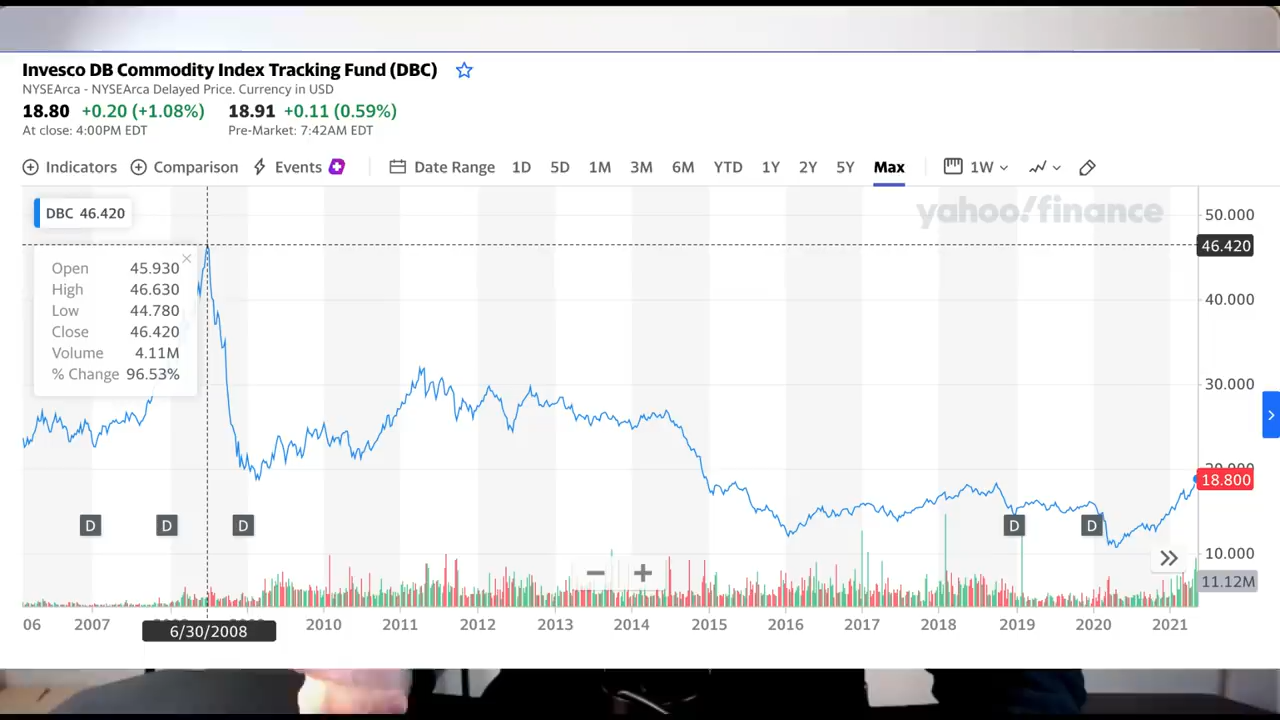 Invesco DB Commodity Index Tracking Fund (DBC)
NYSEArca - NYSEArca Delayed Price. Currency in USD
18.80 +0.20 (+1.08%) 18.91 +0.11 (0.59%)
At close: 4:00PM EDT Pre-Market: 7:42AM EDT
Indicators Comparison Events Date Range 1D 5D 1M 3M 6M YTD 1Y 2Y 5Y Max 1W
yahoo!finance
DBC 46.420
50.000
46.420
Open 45.930
High 46.630
Low 44.780
Close 46.420
Volume 4.11M
% Change 96.53%
40.000
30.000
20.000
18.800
D D D D D
10.000
11.12M
06 2007 2010 2011 2012 2013 2014 2015 2016 2017 2018 2019 2020 2021
6/30/2008